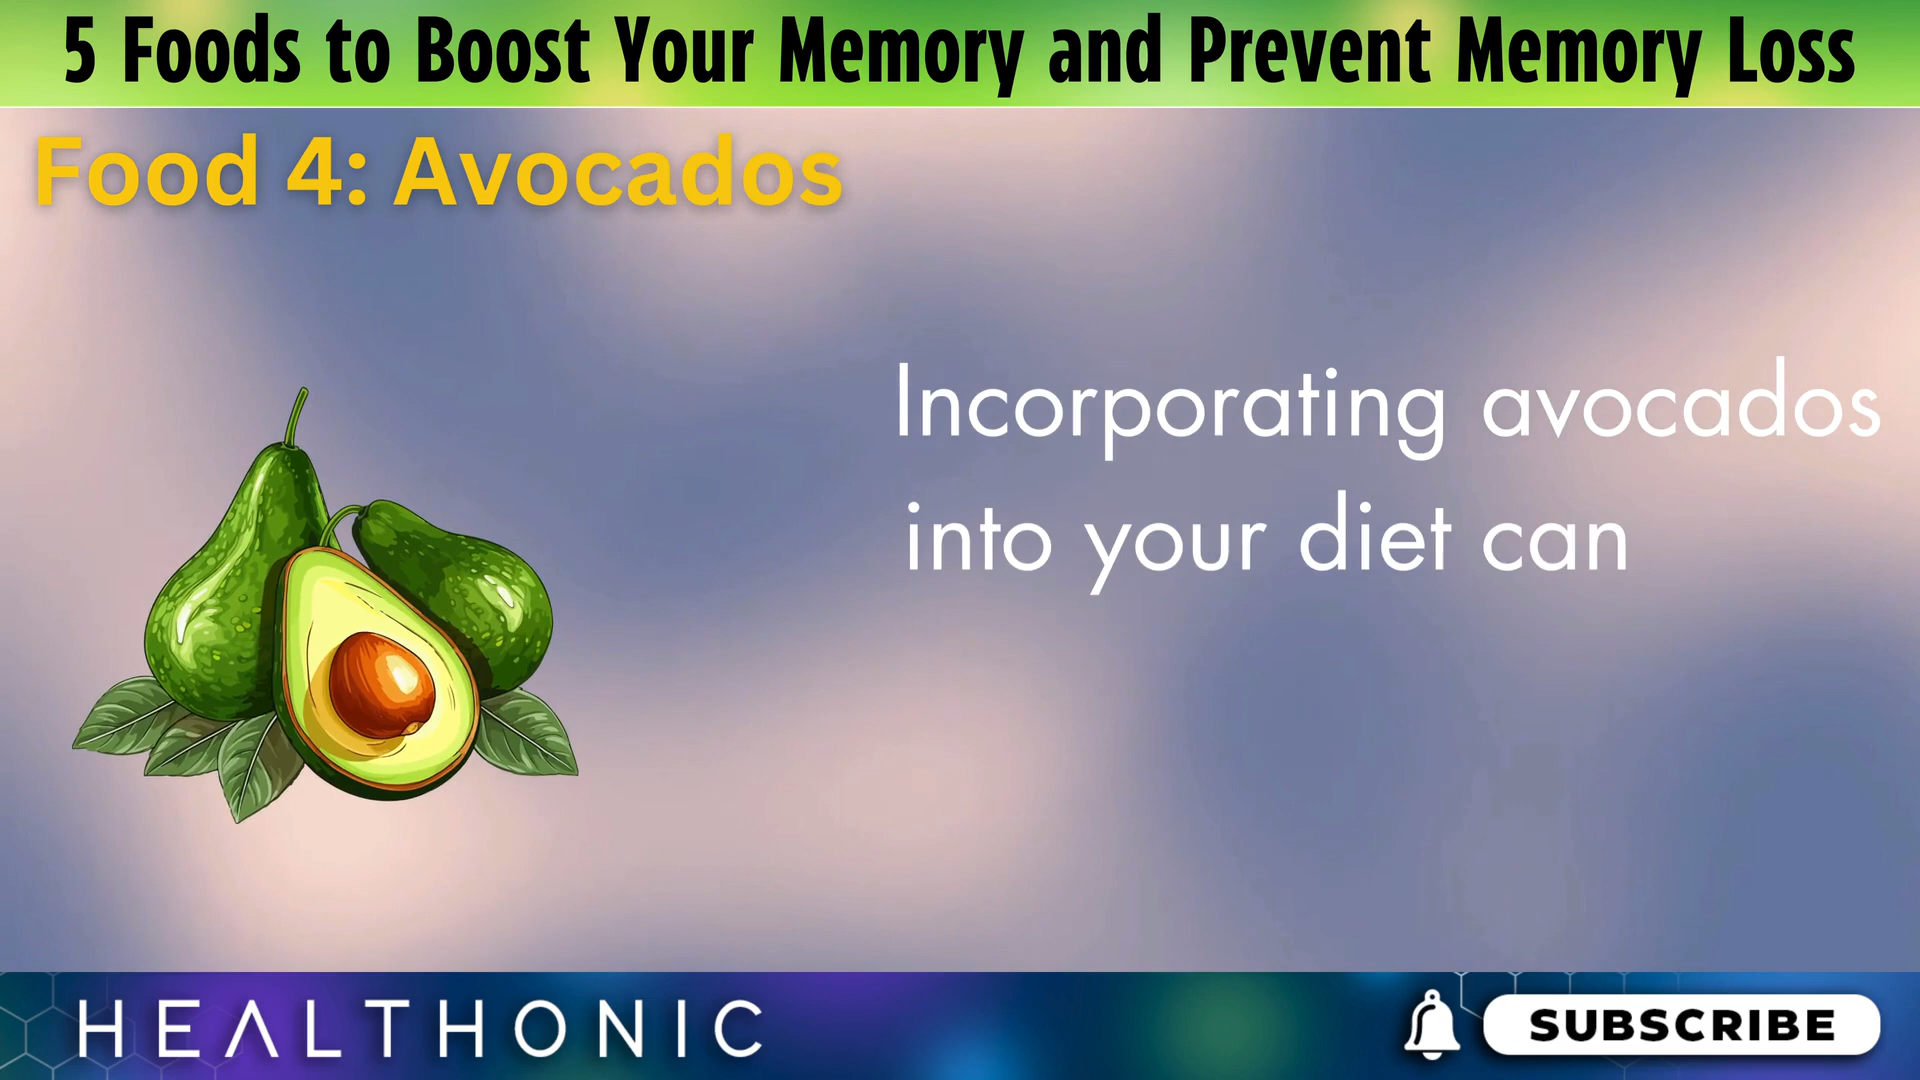 5 Foods to Boost Your Memory and Prevent Memory Loss
Food 4: Avocados
Incorporating avocados
into your diet can
HEALTHONIC
SUBSCRIBE